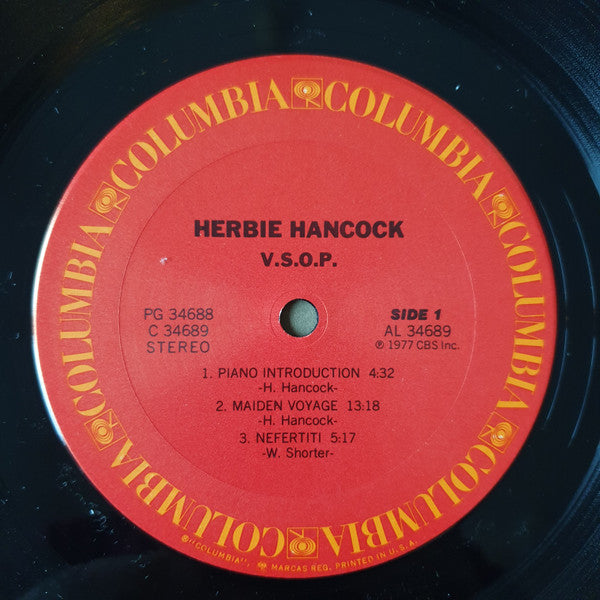 COLUMBIA COLUMBIA COLUMBIA COLUMBIA COLUMBIA COLUMBIA COLUMBIA COLUMBIA
HERBIE HANCOCK
V.S.O.P.
PG 34688
C 34689
STEREO
SIDE 1
AL 34689
℗ 1977 CBS Inc.
1. PIANO INTRODUCTION 4:32
-H. Hancock-
2. MAIDEN VOYAGE 13:18
-H. Hancock-
3. NEFERTITI 5:17
-W. Shorter-
®"COLUMBIA", MARCAS REG. PRINTED IN U.S.A.